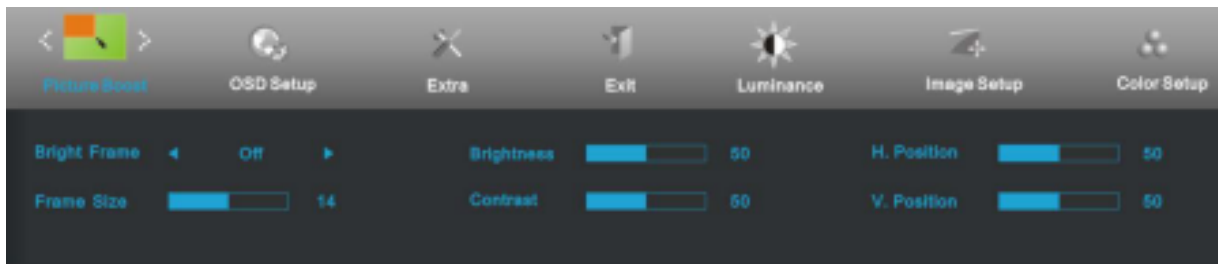 < >
Picture Boost OSD Setup Extra Exit Luminance Image Setup Color Setup
Bright Frame ◄ Off ► Brightness 50 H. Position 50
Frame Size 14 Contrast 50 V. Position 50